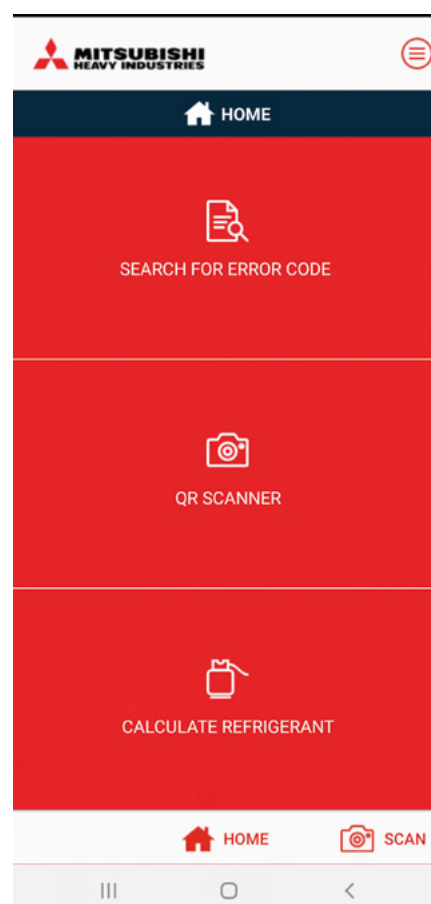 MITSUBISHI
HEAVY INDUSTRIES
HOME
SEARCH FOR ERROR CODE
QR SCANNER
CALCULATE REFRIGERANT
HOME
SCAN